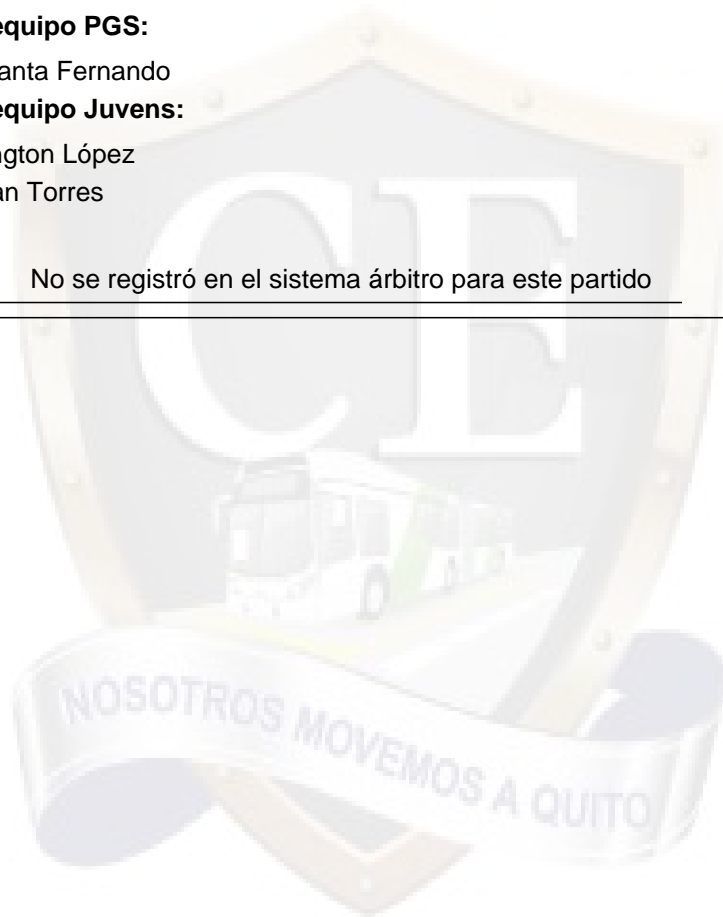 equipo PGS:
anta Fernando
equipo Juvens:
ngton López
an Torres
No se registró en el sistema árbitro para este partido
CE
NOSOTROS MOVEMOS A QUITO